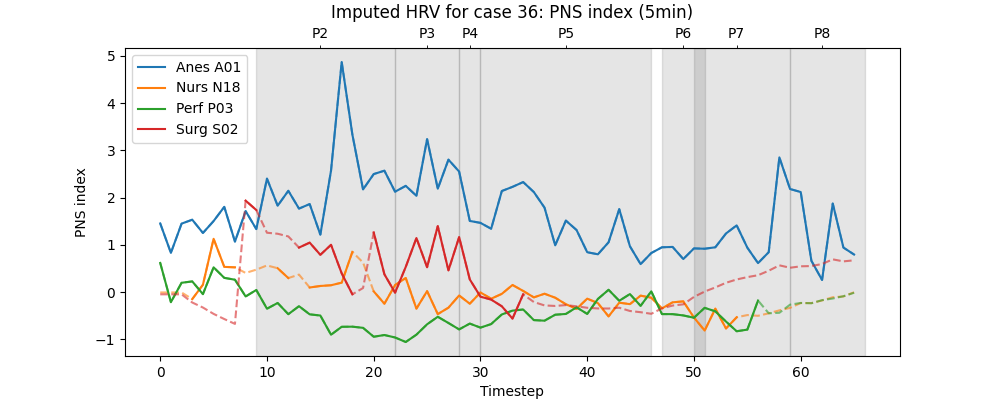 Imputed HRV for case 36: PNS index (5min)
P2 P3 P4 P5 P6 P7 P8
Anes A01
Nurs N18
Perf P03
Surg S02
PNS index
5
4
3
2
1
0
−1
0 10 20 30 40 50 60
Timestep